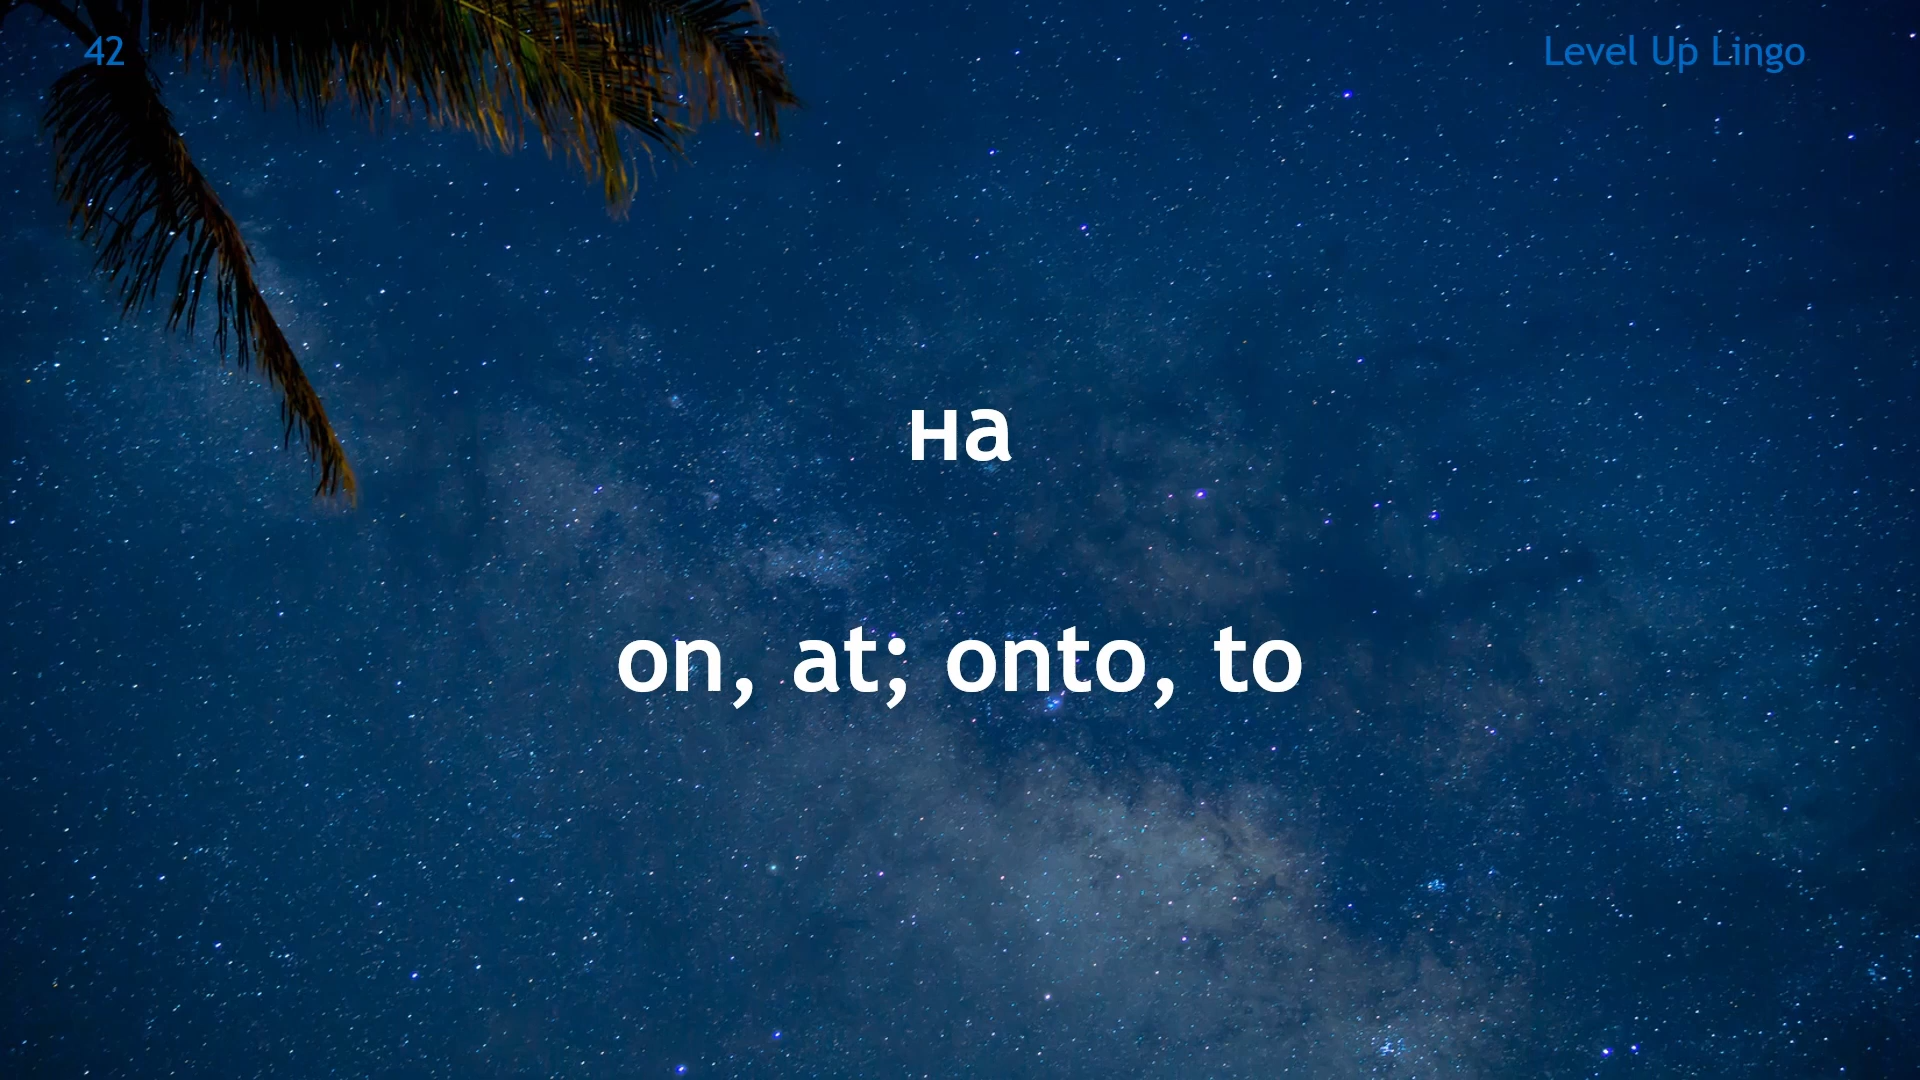 42
Level Up Lingo
на
on, at; onto, to